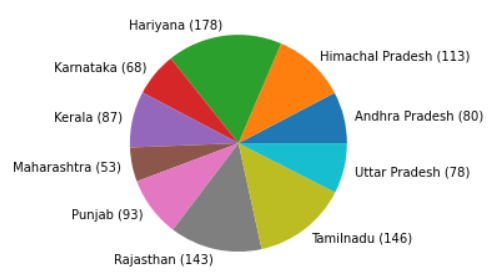 Hariyana (178)
Himachal Pradesh (113)
Karnataka (68)
Kerala (87)
Andhra Pradesh (80)
Maharashtra (53)
Uttar Pradesh (78)
Punjab (93)
Tamilnadu (146)
Rajasthan (143)